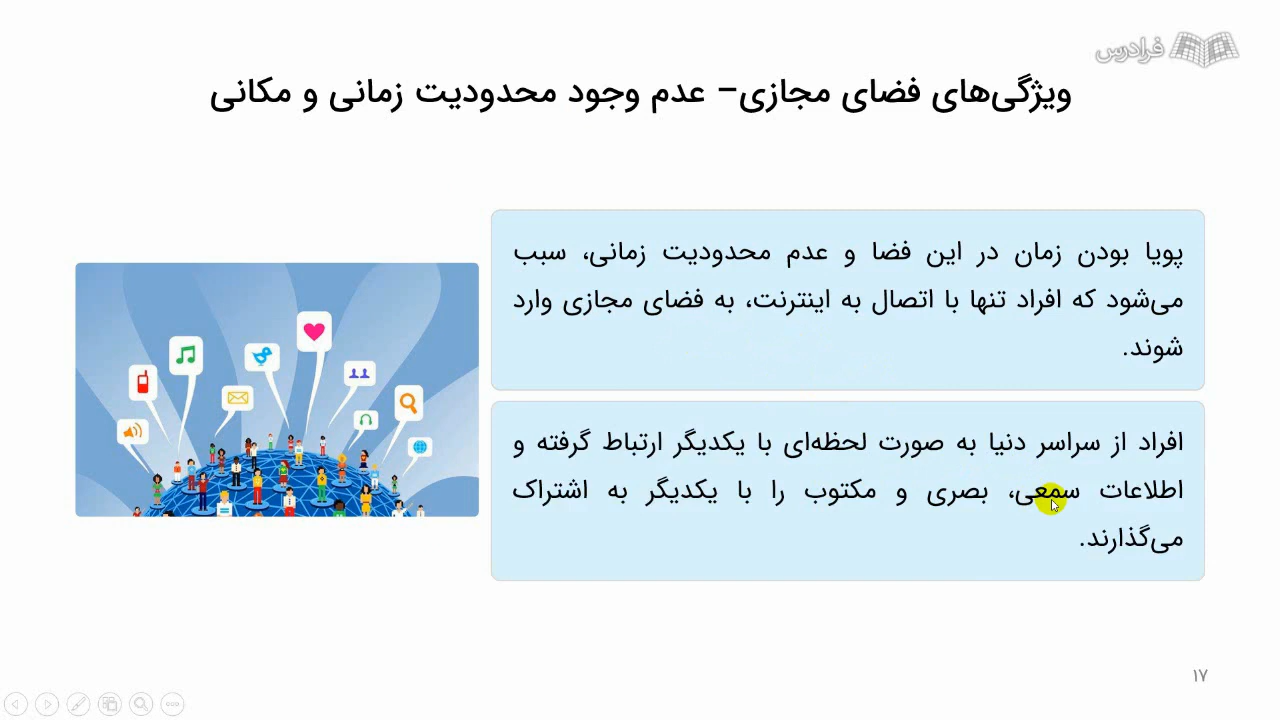 فرادرس
ویژگی‌های فضای مجازی– عدم وجود محدودیت زمانی و مکانی
پویا بودن زمان در این فضا و عدم محدودیت زمانی، سبب
می‌شود که افراد تنها با اتصال به اینترنت، به فضای مجازی وارد
شوند.
افراد از سراسر دنیا به صورت لحظه‌ای با یکدیگر ارتباط گرفته و
اطلاعات سمعی، بصری و مکتوب را با یکدیگر به اشتراک
می‌گذارند.
۱۷